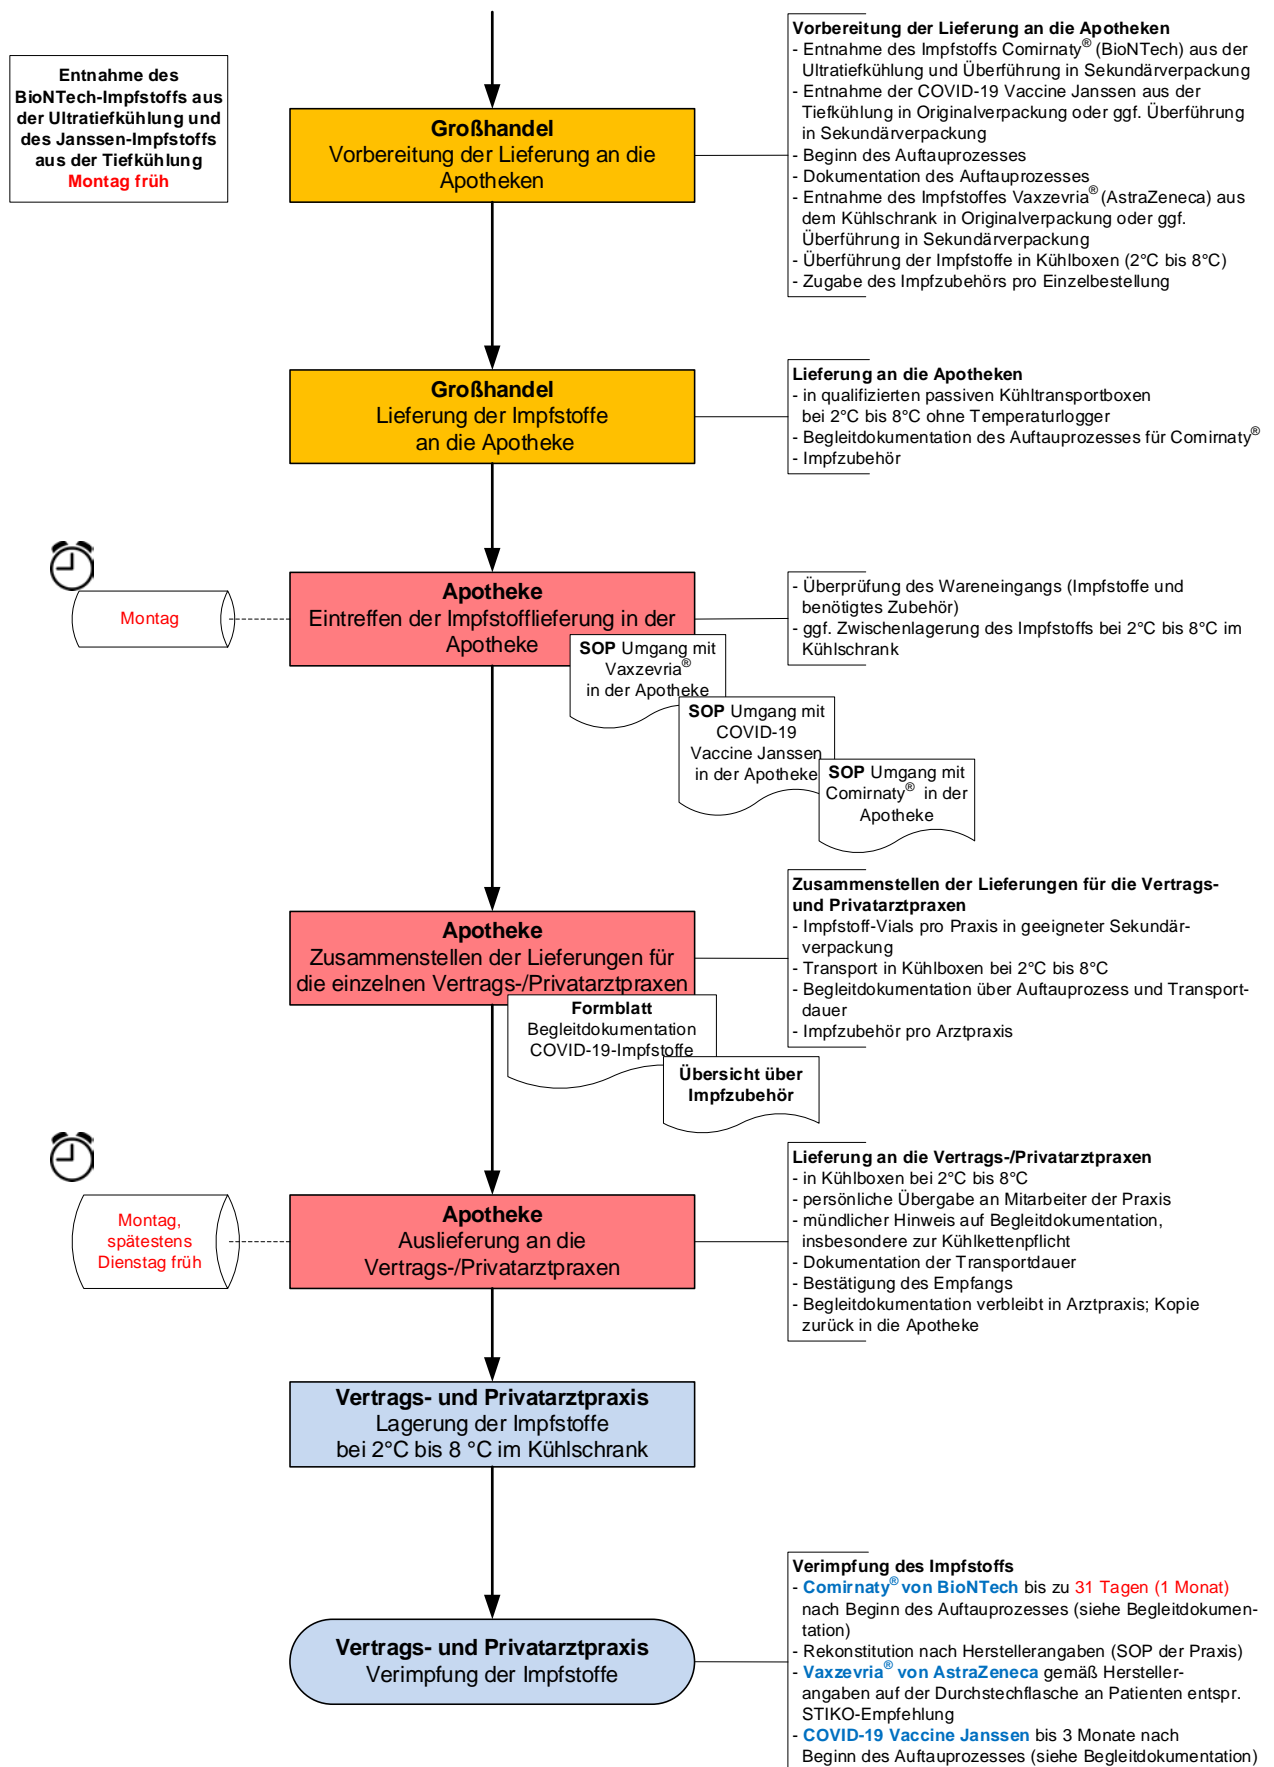 Entnahme des
BioNTech-Impfstoffs aus
der Ultratiefkühlung und
des Janssen-Impfstoffs
aus der Tiefkühlung
Montag früh
Großhandel
Vorbereitung der Lieferung an die
Apotheken
Vorbereitung der Lieferung an die Apotheken
- Entnahme des Impfstoffs Comirnaty® (BioNTech) aus der
Ultratiefkühlung und Überführung in Sekundärverpackung
- Entnahme der COVID-19 Vaccine Janssen aus der
Tiefkühlung in Originalverpackung oder ggf. Überführung
in Sekundärverpackung
- Beginn des Auftauprozesses
- Dokumentation des Auftauprozesses
- Entnahme des Impfstoffes Vaxzevria® (AstraZeneca) aus
dem Kühlschrank in Originalverpackung oder ggf.
Überführung in Sekundärverpackung
- Überführung der Impfstoffe in Kühlboxen (2°C bis 8°C)
- Zugabe des Impfzubehörs pro Einzelbestellung
Großhandel
Lieferung der Impfstoffe
an die Apotheke
Lieferung an die Apotheken
- in qualifizierten passiven Kühltransportboxen
bei 2°C bis 8°C ohne Temperaturlogger
- Begleitdokumentation des Auftauprozesses für Comirnaty®
- Impfzubehör
Montag
Apotheke
Eintreffen der Impfstofflieferung in der
Apotheke
- Überprüfung des Wareneingangs (Impfstoffe und
benötigtes Zubehör)
- ggf. Zwischenlagerung des Impfstoffs bei 2°C bis 8°C im
Kühlschrank
SOP Umgang mit
Vaxzevria®
in der Apotheke
SOP Umgang mit
COVID-19
Vaccine Janssen
in der Apotheke
SOP Umgang mit
Comirnaty® in der
Apotheke
Apotheke
Zusammenstellen der Lieferungen für
die einzelnen Vertrags-/Privatarztpraxen
Zusammenstellen der Lieferungen für die Vertrags-
und Privatarztpraxen
- Impfstoff-Vials pro Praxis in geeigneter Sekundär-
verpackung
- Transport in Kühlboxen bei 2°C bis 8°C
- Begleitdokumentation über Auftauprozess und Transport-
dauer
- Impfzubehör pro Arztpraxis
Formblatt
Begleitdokumentation
COVID-19-Impfstoffe
Übersicht über
Impfzubehör
Montag,
spätestens
Dienstag früh
Apotheke
Auslieferung an die
Vertrags-/Privatarztpraxen
Lieferung an die Vertrags-/Privatarztpraxen
- in Kühlboxen bei 2°C bis 8°C
- persönliche Übergabe an Mitarbeiter der Praxis
- mündlicher Hinweis auf Begleitdokumentation,
insbesondere zur Kühlkettenpflicht
- Dokumentation der Transportdauer
- Bestätigung des Empfangs
- Begleitdokumentation verbleibt in Arztpraxis; Kopie
zurück in die Apotheke
Vertrags- und Privatarztpraxis
Lagerung der Impfstoffe
bei 2°C bis 8 °C im Kühlschrank
Vertrags- und Privatarztpraxis
Verimpfung der Impfstoffe
Verimpfung des Impfstoffs
- Comirnaty® von BioNTech bis zu 31 Tagen (1 Monat)
nach Beginn des Auftauprozesses (siehe Begleitdokumen-
tation)
- Rekonstitution nach Herstellerangaben (SOP der Praxis)
- Vaxzevria® von AstraZeneca gemäß Hersteller-
angaben auf der Durchstechflasche an Patienten entspr.
STIKO-Empfehlung
- COVID-19 Vaccine Janssen bis 3 Monate nach
Beginn des Auftauprozesses (siehe Begleitdokumentation)